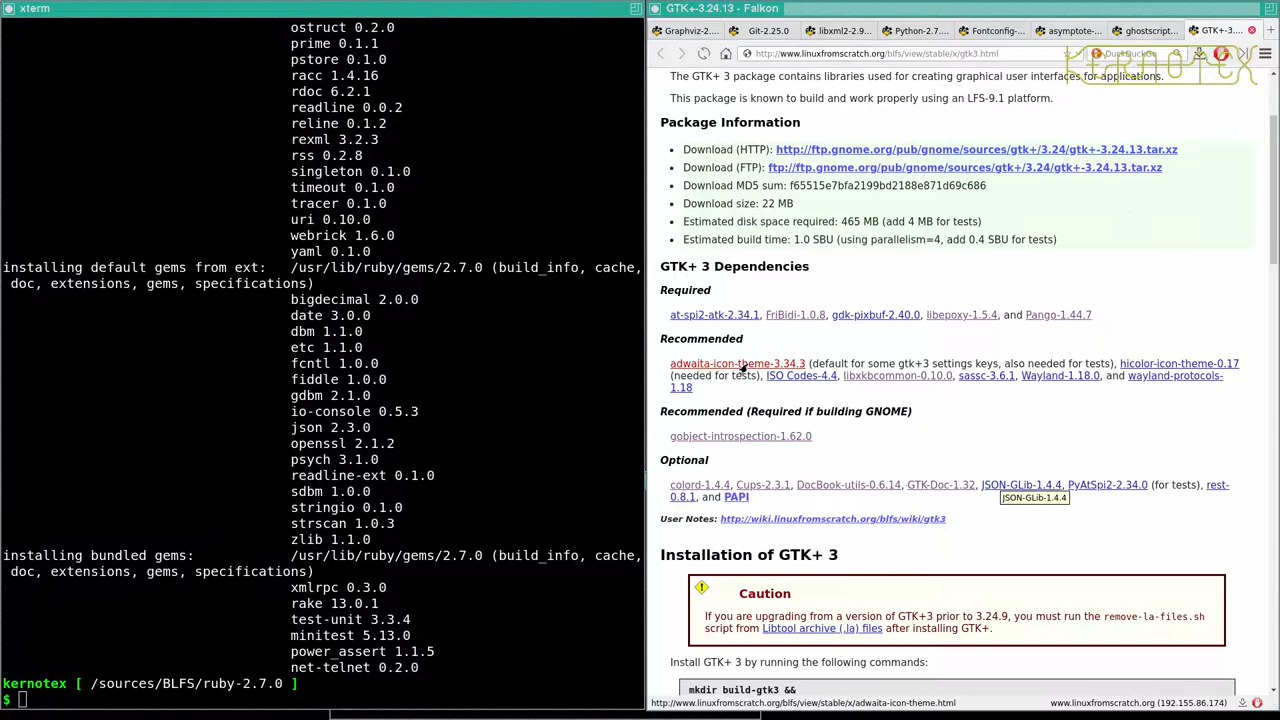 xterm
ostruct 0.2.0
prime 0.1.1
pstore 0.1.0
racc 1.4.16
rdoc 6.2.1
readline 0.0.2
reline 0.1.2
rexml 3.2.3
rss 0.2.8
singleton 0.1.0
timeout 0.1.0
tracer 0.1.0
uri 0.10.0
webrick 1.6.0
yaml 0.1.0
installing default gems from ext:   /usr/lib/ruby/gems/2.7.0 (build_info, cache,
doc, extensions, gems, specifications)
bigdecimal 2.0.0
date 3.0.0
dbm 1.1.0
etc 1.1.0
fcntl 1.0.0
fiddle 1.0.0
gdbm 2.1.0
io-console 0.5.3
json 2.3.0
openssl 2.1.2
psych 3.1.0
readline-ext 0.1.0
sdbm 1.0.0
stringio 0.1.0
strscan 1.0.3
zlib 1.1.0
installing bundled gems:            /usr/lib/ruby/gems/2.7.0 (build_info, cache,
doc, extensions, gems, specifications)
xmlrpc 0.3.0
rake 13.0.1
test-unit 3.3.4
minitest 5.13.0
power_assert 1.1.5
net-telnet 0.2.0
kernotex [ /sources/BLFS/ruby-2.7.0 ]
$
GTK+-3.24.13 - Falkon
Graphviz-2.... Git-2.25.0 libxml2-2.9... Python-2.7.... Fontconfig-... asymptote-... ghostscript... GTK+-3....
http://www.linuxfromscratch.org/blfs/view/stable/x/gtk3.html DuckDuckGo
KERNOTEX
The GTK+ 3 package contains libraries used for creating graphical user interfaces for applications.
This package is known to build and work properly using an LFS-9.1 platform.
Package Information
• Download (HTTP): http://ftp.gnome.org/pub/gnome/sources/gtk+/3.24/gtk+-3.24.13.tar.xz
• Download (FTP): ftp://ftp.gnome.org/pub/gnome/sources/gtk+/3.24/gtk+-3.24.13.tar.xz
• Download MD5 sum: f65515e7bfa2199bd2188e871d69c686
• Download size: 22 MB
• Estimated disk space required: 465 MB (add 4 MB for tests)
• Estimated build time: 1.0 SBU (using parallelism=4, add 0.4 SBU for tests)
GTK+ 3 Dependencies
Required
at-spi2-atk-2.34.1, FriBidi-1.0.8, gdk-pixbuf-2.40.0, libepoxy-1.5.4, and Pango-1.44.7
Recommended
adwaita-icon-theme-3.34.3 (default for some gtk+3 settings keys, also needed for tests), hicolor-icon-theme-0.17
(needed for tests), ISO Codes-4.4, libxkbcommon-0.10.0, sassc-3.6.1, Wayland-1.18.0, and wayland-protocols-
1.18
Recommended (Required if building GNOME)
gobject-introspection-1.62.0
Optional
colord-1.4.4, Cups-2.3.1, DocBook-utils-0.6.14, GTK-Doc-1.32, JSON-GLib-1.4.4, PyAtSpi2-2.34.0 (for tests), rest-
0.8.1, and PAPI
JSON-GLib-1.4.4
User Notes: http://wiki.linuxfromscratch.org/blfs/wiki/gtk3
Installation of GTK+ 3
Caution
If you are upgrading from a version of GTK+3 prior to 3.24.9, you must run the remove-la-files.sh
script from Libtool archive (.la) files after installing GTK+.
Install GTK+ 3 by running the following commands:
mkdir build-gtk3 &&
http://www.linuxfromscratch.org/blfs/view/stable/x/adwaita-icon-theme.html www.linuxfromscratch.org (192.155.86.174)